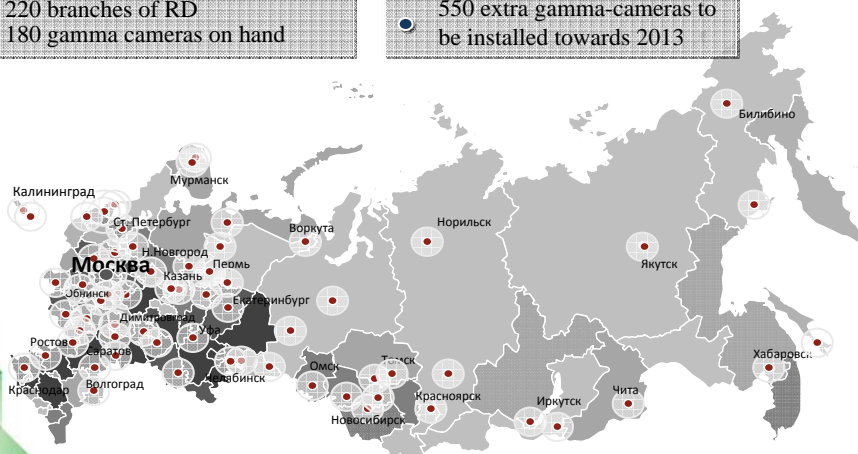 220 branches of RD
180 gamma cameras on hand
550 extra gamma-cameras to
be installed towards 2013
Билибино
Мурманск
Калининград
Ст. Петербург
Воркута
Норильск
Н.Новгород
Москва
Пермь
Якутск
Казань
Обнинск
Екатеринбург
Димитровград
Уфа
Ростов
Саратов
Хабаровск
Омск
Томск
Челябинск
Краснодар
Волгоград
Красноярск
Иркутск
Чита
Новосибирск